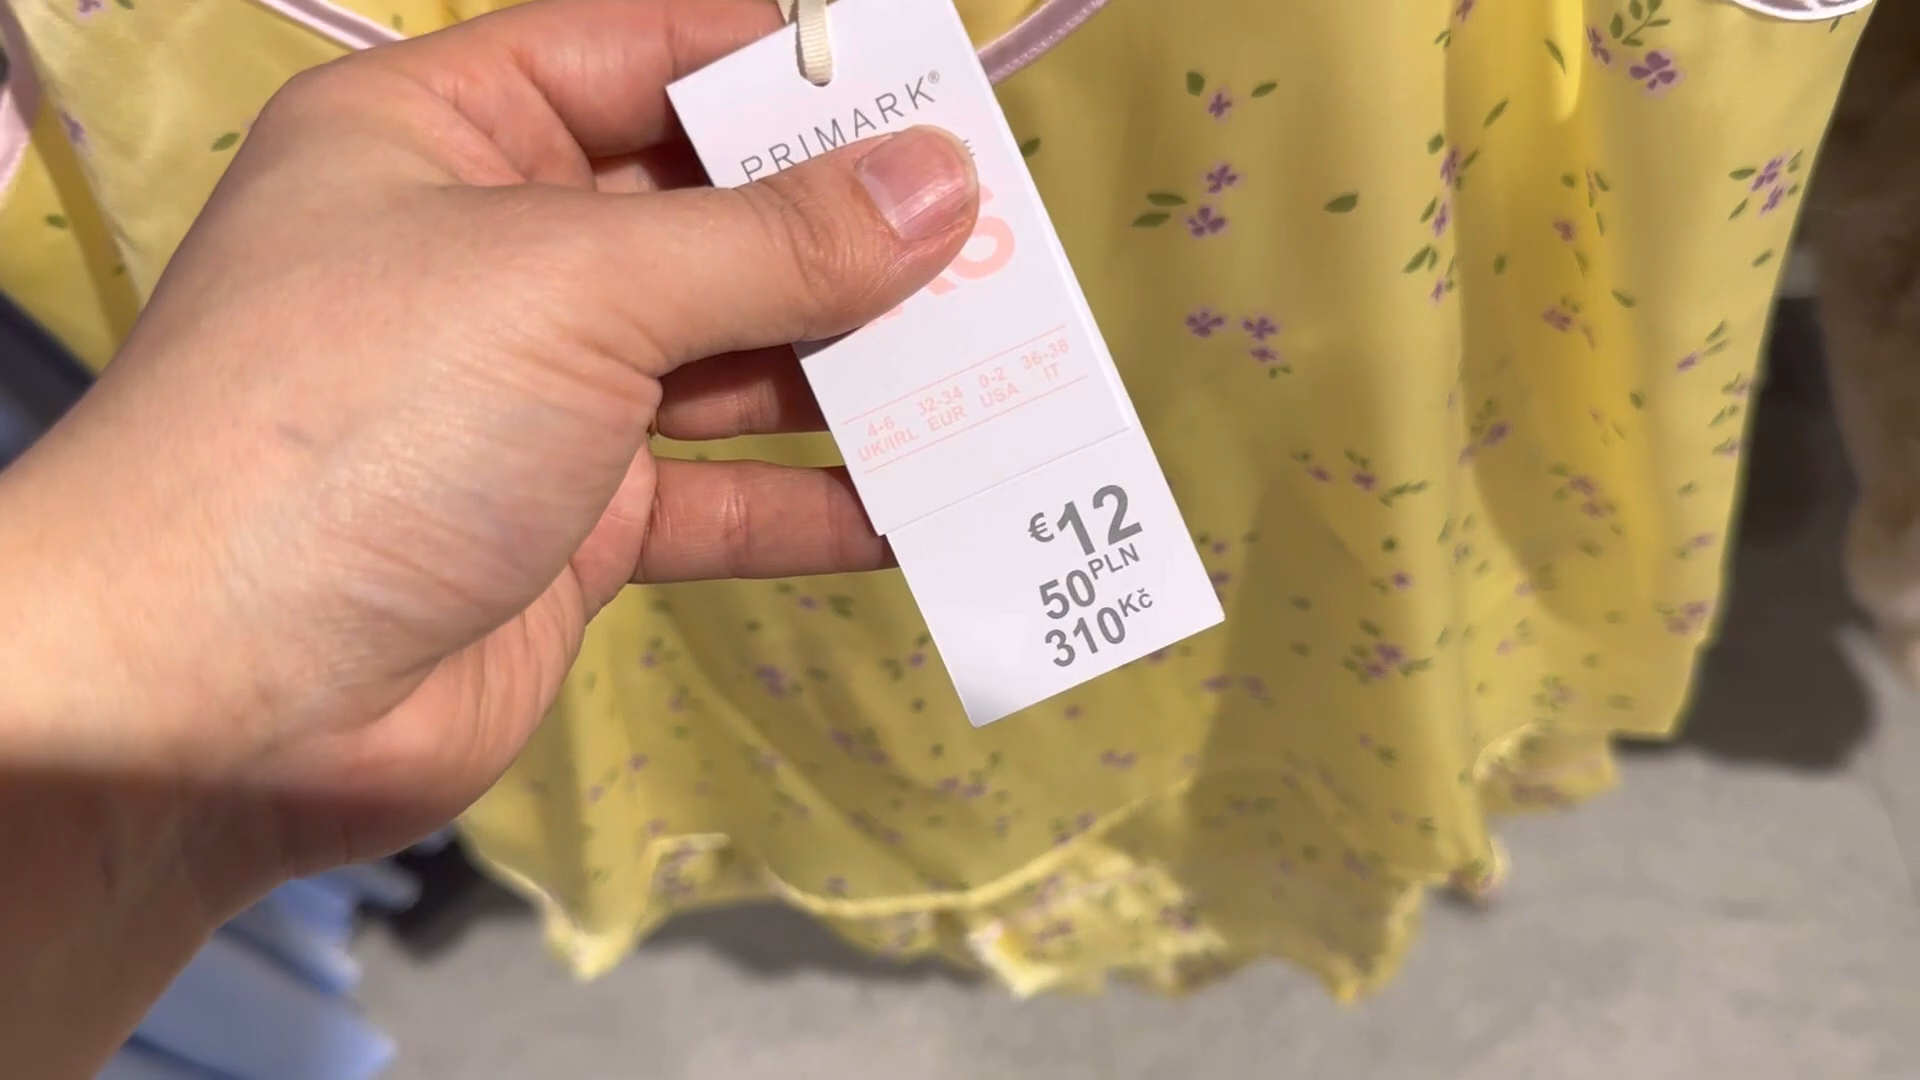 PRIMARK®
4-6 32-34 0-2 36-38
UK/IRL EUR USA IT
€12
50PLN
310Kč